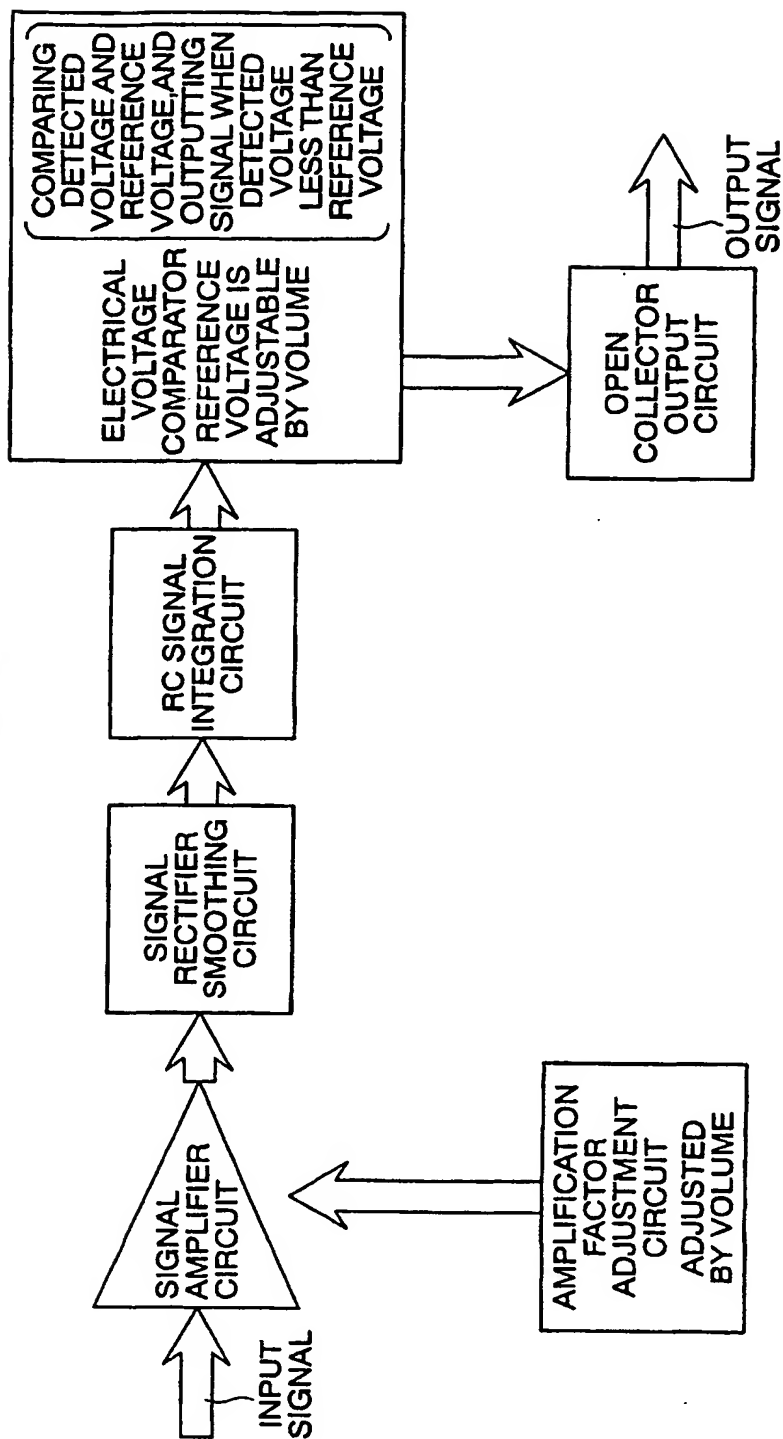 INPUT
SIGNAL
SIGNAL
AMPLIFIER
CIRCUIT
AMPLIFICATION
FACTOR
ADJUSTMENT
CIRCUIT
ADJUSTED
BY VOLUME
SIGNAL
RECTIFIER
SMOOTHING
CIRCUIT
RC SIGNAL
INTEGRATION
CIRCUIT
ELECTRICAL
VOLTAGE
COMPARATOR
REFERENCE
VOLTAGE IS
ADJUSTABLE
BY VOLUME
COMPARING
DETECTED
VOLTAGE AND
REFERENCE
VOLTAGE,AND
OUTPUTTING
SIGNAL WHEN
DETECTED
VOLTAGE
LESS THAN
REFERENCE
VOLTAGE
OPEN
COLLECTOR
OUTPUT
CIRCUIT
OUTPUT
SIGNAL